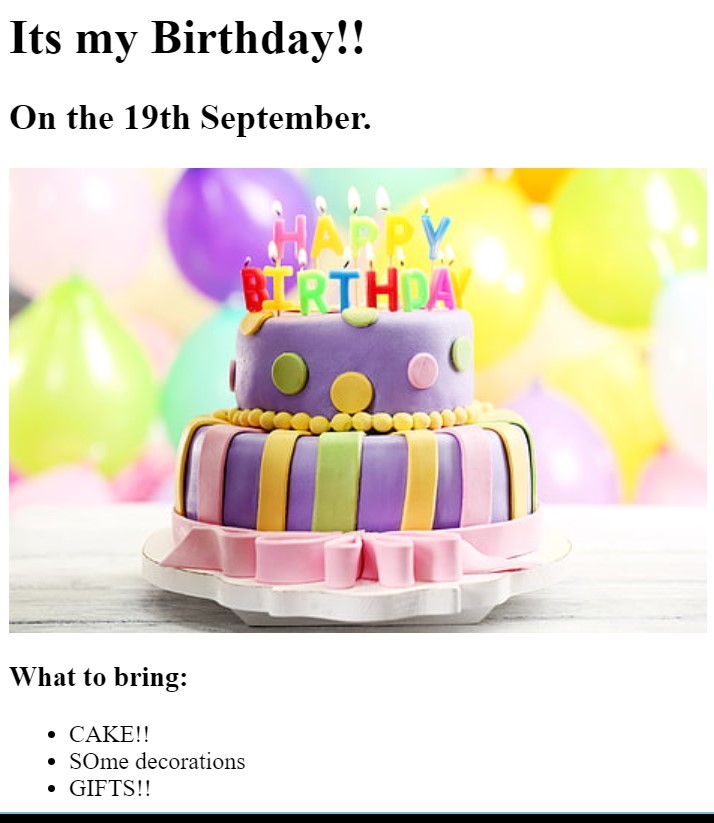 Its my Birthday!!
On the 19th September.
HAPPY
BIRTHDAY
What to bring:
CAKE!!
SOme decorations
GIFTS!!